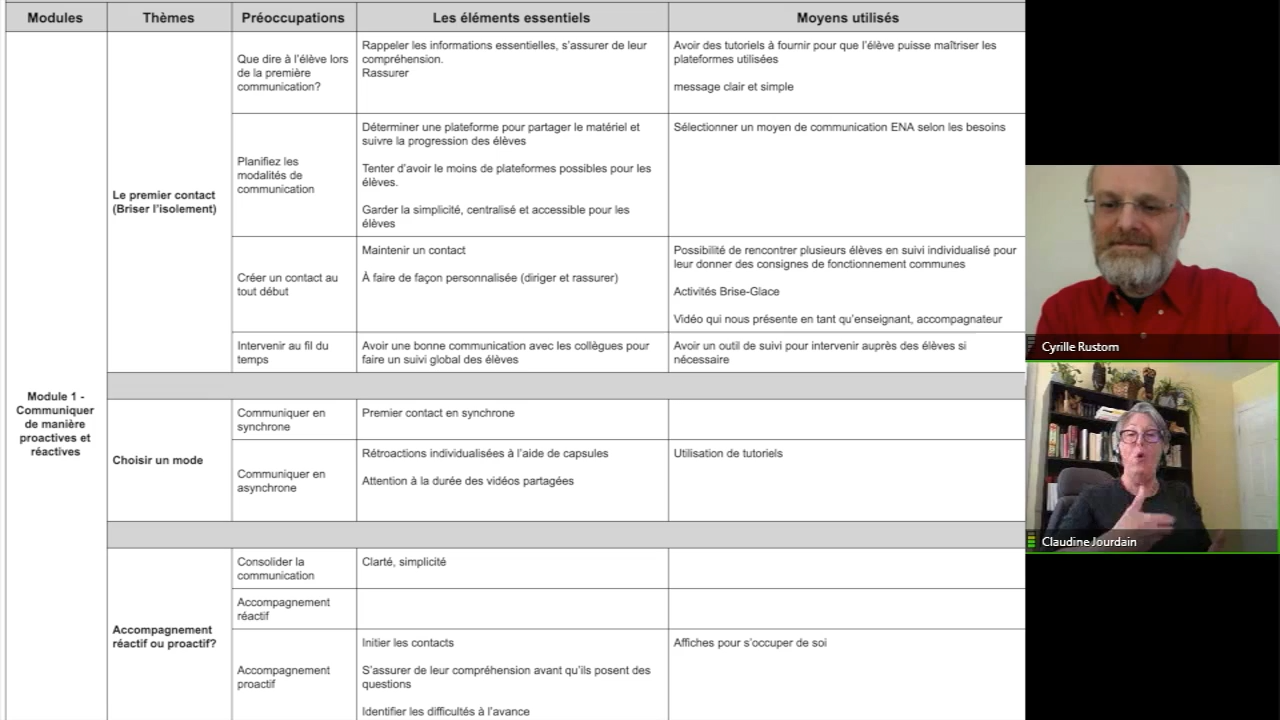 Modules
Thèmes
Préoccupations
Les éléments essentiels
Moyens utilisés
Module 1 -
Communiquer
de manière
proactives et
réactives
Le premier contact
(Briser l'isolement)
Que dire à l'élève lors
de la première
communication?
Rappeler les informations essentielles, s'assurer de leur
compréhension.
Rassurer
Avoir des tutoriels à fournir pour que l'élève puisse maîtriser les
plateformes utilisées
message clair et simple
Planifiez les
modalités de
communication
Déterminer une plateforme pour partager le matériel et
suivre la progression des élèves
Tenter d'avoir le moins de plateformes possibles pour les
élèves.
Garder la simplicité, centralisé et accessible pour les
élèves
Sélectionner un moyen de communication ENA selon les besoins
Créer un contact au
tout début
Maintenir un contact
À faire de façon personnalisée (diriger et rassurer)
Possibilité de rencontrer plusieurs élèves en suivi individualisé pour
leur donner des consignes de fonctionnement communes
Activités Brise-Glace
Vidéo qui nous présente en tant qu'enseignant, accompagnateur
Intervenir au fil du
temps
Avoir une bonne communication avec les collègues pour
faire un suivi global des élèves
Avoir un outil de suivi pour intervenir auprès des élèves si
nécessaire
Choisir un mode
Communiquer en
synchrone
Premier contact en synchrone
Communiquer en
asynchrone
Rétroactions individualisées à l'aide de capsules
Attention à la durée des vidéos partagées
Utilisation de tutoriels
Accompagnement
réactif ou proactif?
Consolider la
communication
Clarté, simplicité
Accompagnement
réactif
Accompagnement
proactif
Initier les contacts
S'assurer de leur compréhension avant qu'ils posent des
questions
Identifier les difficultés à l'avance
Affiches pour s'occuper de soi
Cyrille Rustom
Claudine Jourdain